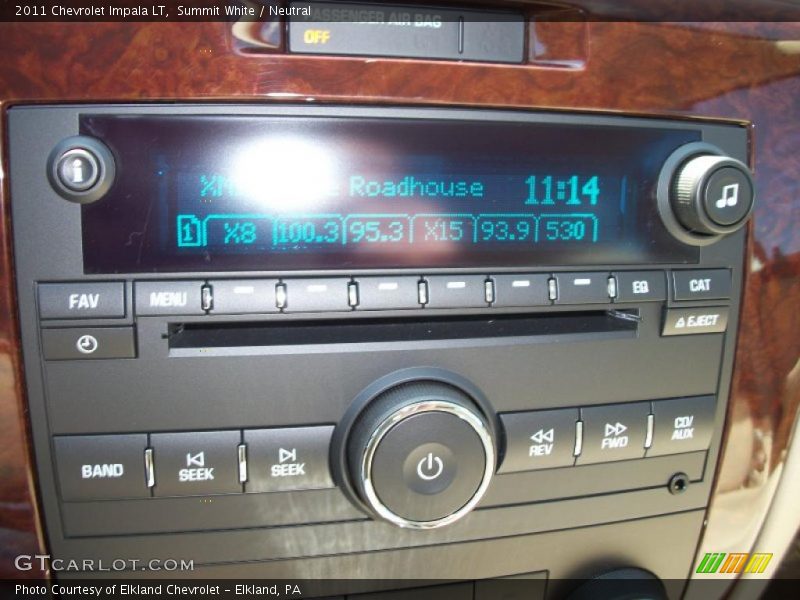 2011 Chevrolet Impala LT, Summit White / Neutral
PASSENGER AIR BAG
OFF
Roadhouse 11:14
1 X8 100.3 95.3 X15 93.9 530
FAV MENU EQ CAT
EJECT
BAND SEEK SEEK REV FWD CD/AUX
GTCARLOT.COM
Photo Courtesy of Elkland Chevrolet - Elkland, PA